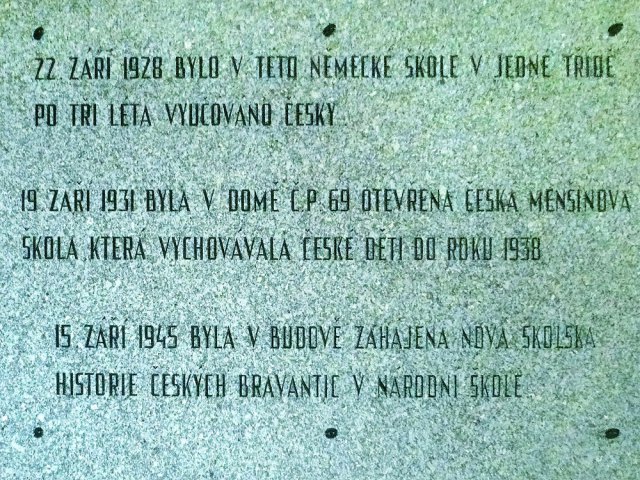 22. ZÁŘÍ 1928 BYLO V TÉTO NĚMECKÉ ŠKOLE V JEDNÉ TŘÍDĚ
PO TŘI LÉTA VYUČOVÁNO ČESKY.
19. ZÁŘÍ 1931 BYLA V DOMĚ Č.P. 69 OTEVŘENA ČESKÁ MENŠINOVÁ
ŠKOLA, KTERÁ VYCHOVÁVALA ČESKÉ DĚTI DO ROKU 1938.
15. ZÁŘÍ 1945 BYLA V BUDOVĚ ZAHÁJENA NOVÁ ŠKOLSKÁ
HISTORIE ČESKÝCH BRAVANTIC V NÁRODNÍ ŠKOLE.